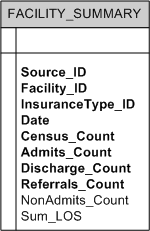 FACILITY_SUMMARY
Source_ID
Facility_ID
InsuranceType_ID
Date
Census_Count
Admits_Count
Discharge_Count
Referrals_Count
NonAdmits_Count
Sum_LOS